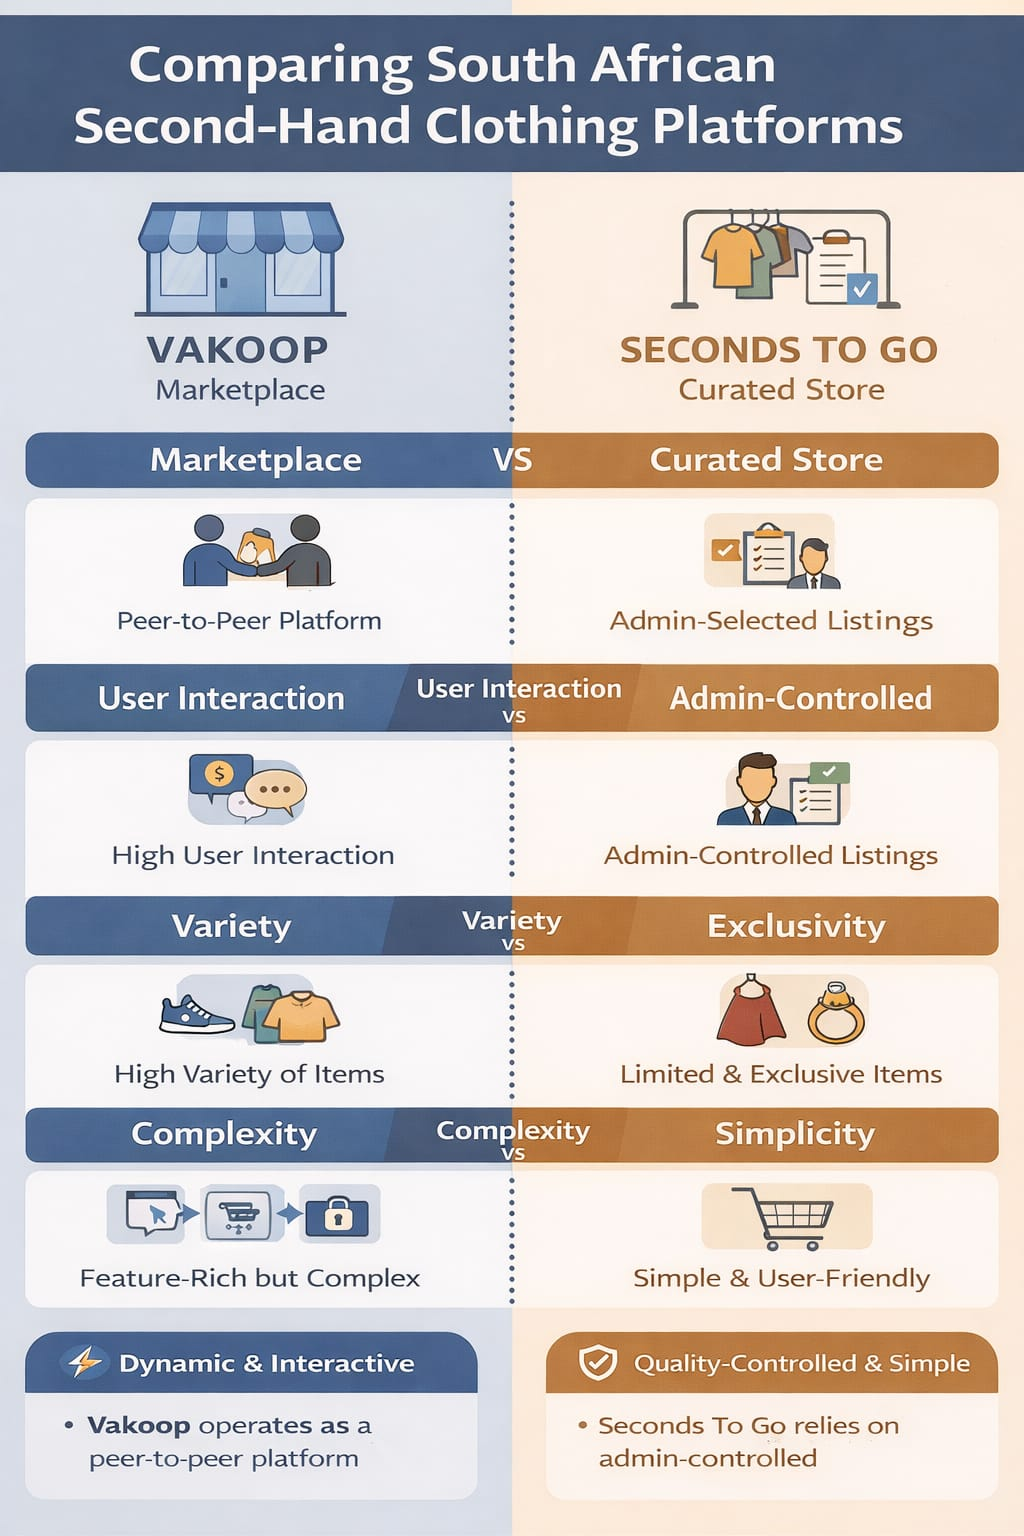 Comparing South African
Second-Hand Clothing Platforms
VAKOOP
Marketplace
SECONDS TO GO
Curated Store
Marketplace VS Curated Store
Peer-to-Peer Platform
Admin-Selected Listings
User Interaction User Interaction VS Admin-Controlled
$
High User Interaction
Admin-Controlled Listings
Variety Variety VS Exclusivity
High Variety of Items
Limited & Exclusive Items
Complexity Complexity VS Simplicity
Feature-Rich but Complex
Simple & User-Friendly
Dynamic & Interactive
• Vakoop operates as a
peer-to-peer platform
Quality-Controlled & Simple
• Seconds To Go relies on
admin-controlled